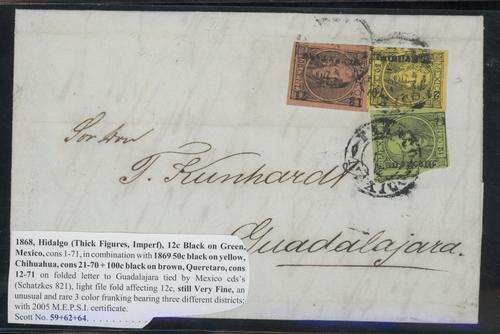 Sor Don
T. Kunhardt
Guadalajara.
1868, Hidalgo (Thick Figures, Imperf), 12c Black on Green,
Mexico, cons 1-71, in combination with 1869 50c black on yellow,
Chihuahua, cons 21-70 + 100c black on brown, Queretaro, cons
12-71 on folded letter to Guadalajara tied by Mexico cds's
(Schatzkes 821), light file fold affecting 12c, still Very Fine, an
unusual and rare 3 color franking bearing three different districts;
with 2005 M.E.P.S.I. certificate.
Scott No. 59+62+64